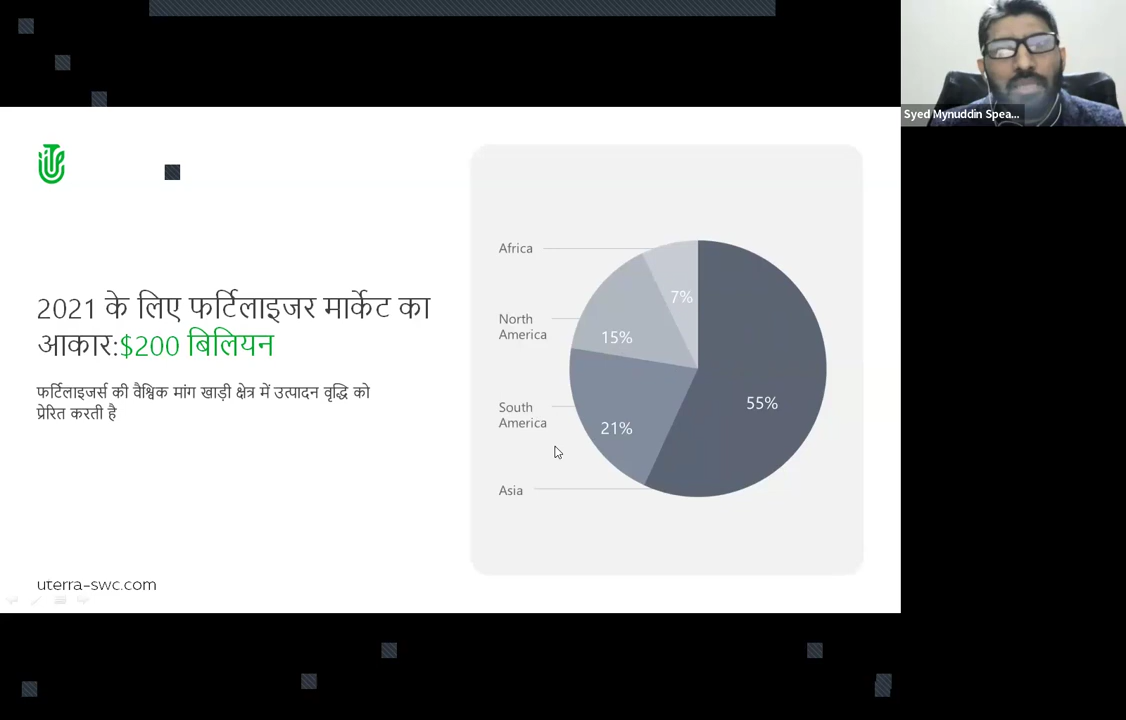 Syed Mynuddin Spea...
2021 के लिए फर्टिलाइजर मार्केट का
आकार:$200 बिलियन
फर्टिलाइजर्स की वैश्विक मांग खाड़ी क्षेत्र में उत्पादन वृद्धि को
प्रेरित करती है
uterra-swc.com
Africa
7%
North
America
15%
South
America
21%
55%
Asia